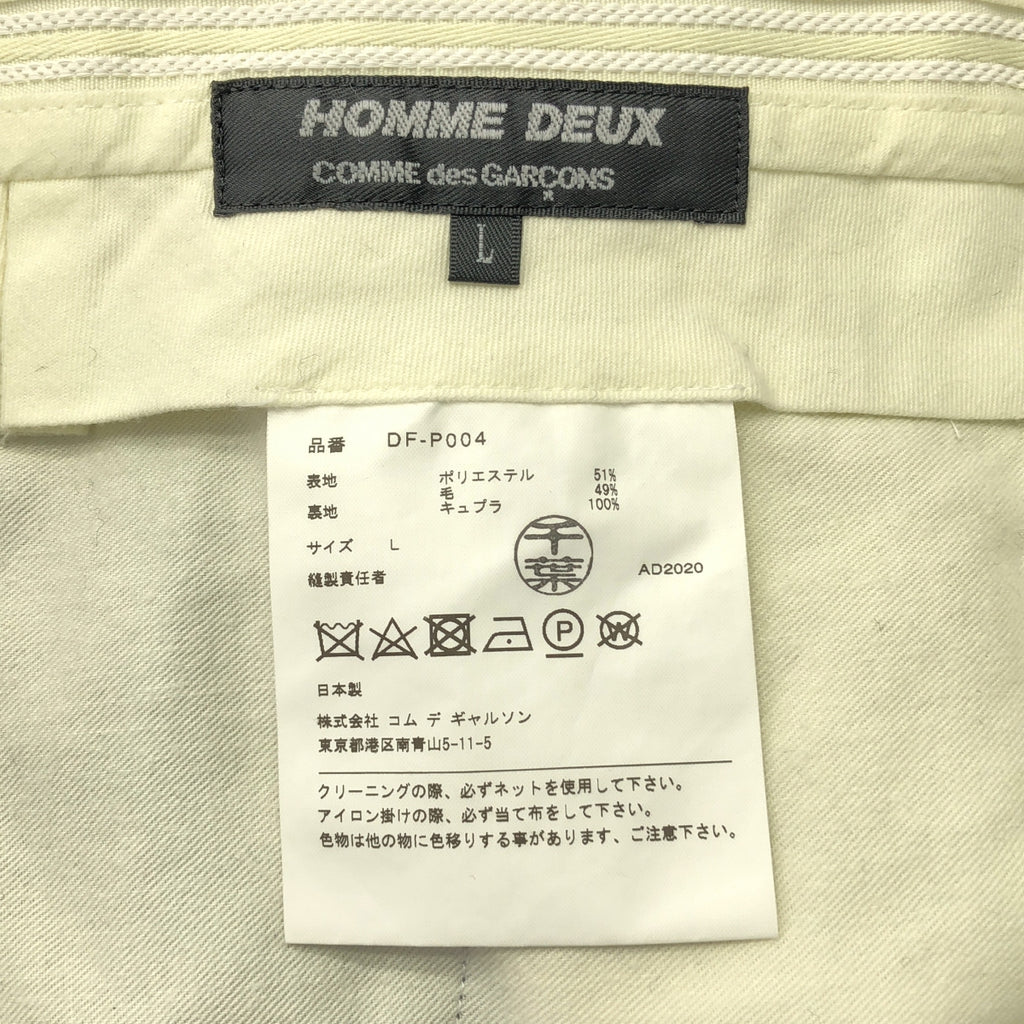 HOMME DEUX
COMME des GARÇONS
L
品番 DF-P004
表地 ポリエステル 51%
毛 49%
裏地 キュプラ 100%
サイズ L
縫製責任者 千葉 AD2020
P W
日本製
株式会社 コム デ ギャルソン
東京都港区南青山5-11-5
クリーニングの際、必ずネットを使用して下さい。
アイロン掛けの際、必ず当て布をして下さい。
色物は他の物に色移りする事があります、ご注意下さい。